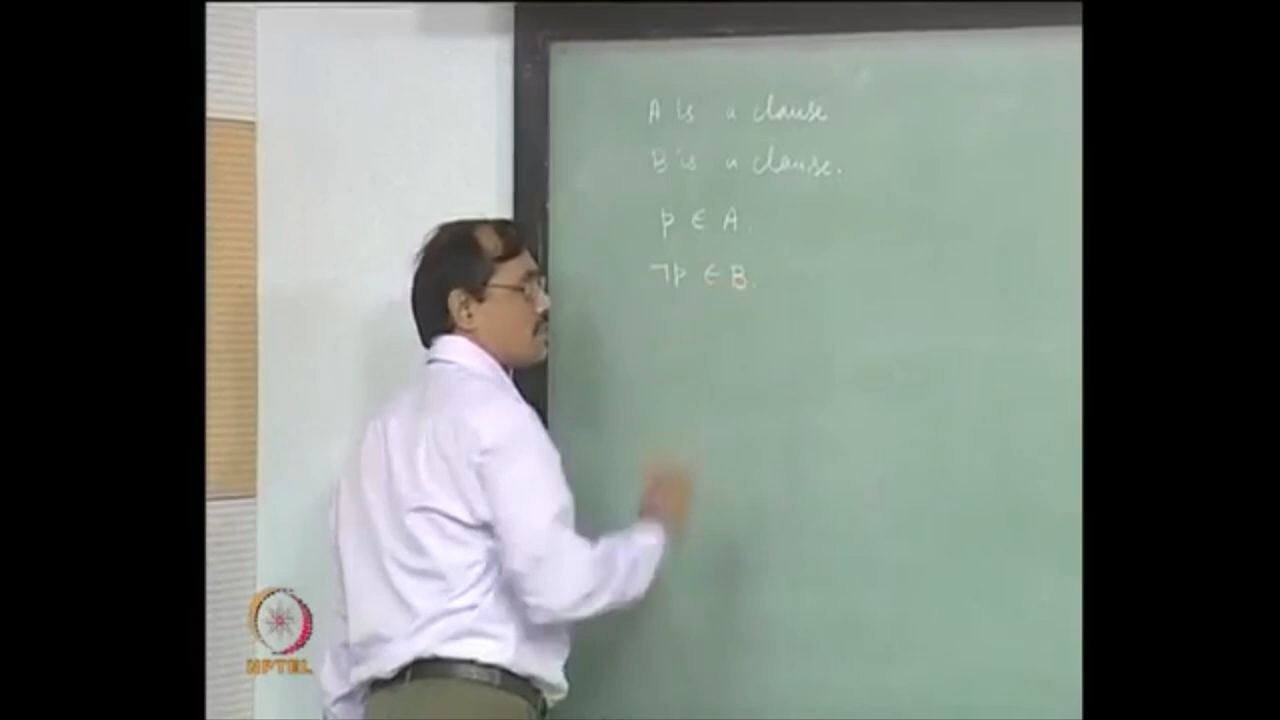 A is a clause
B is a clause.
p ∈ A.
¬p ∈ B.
NPTEL